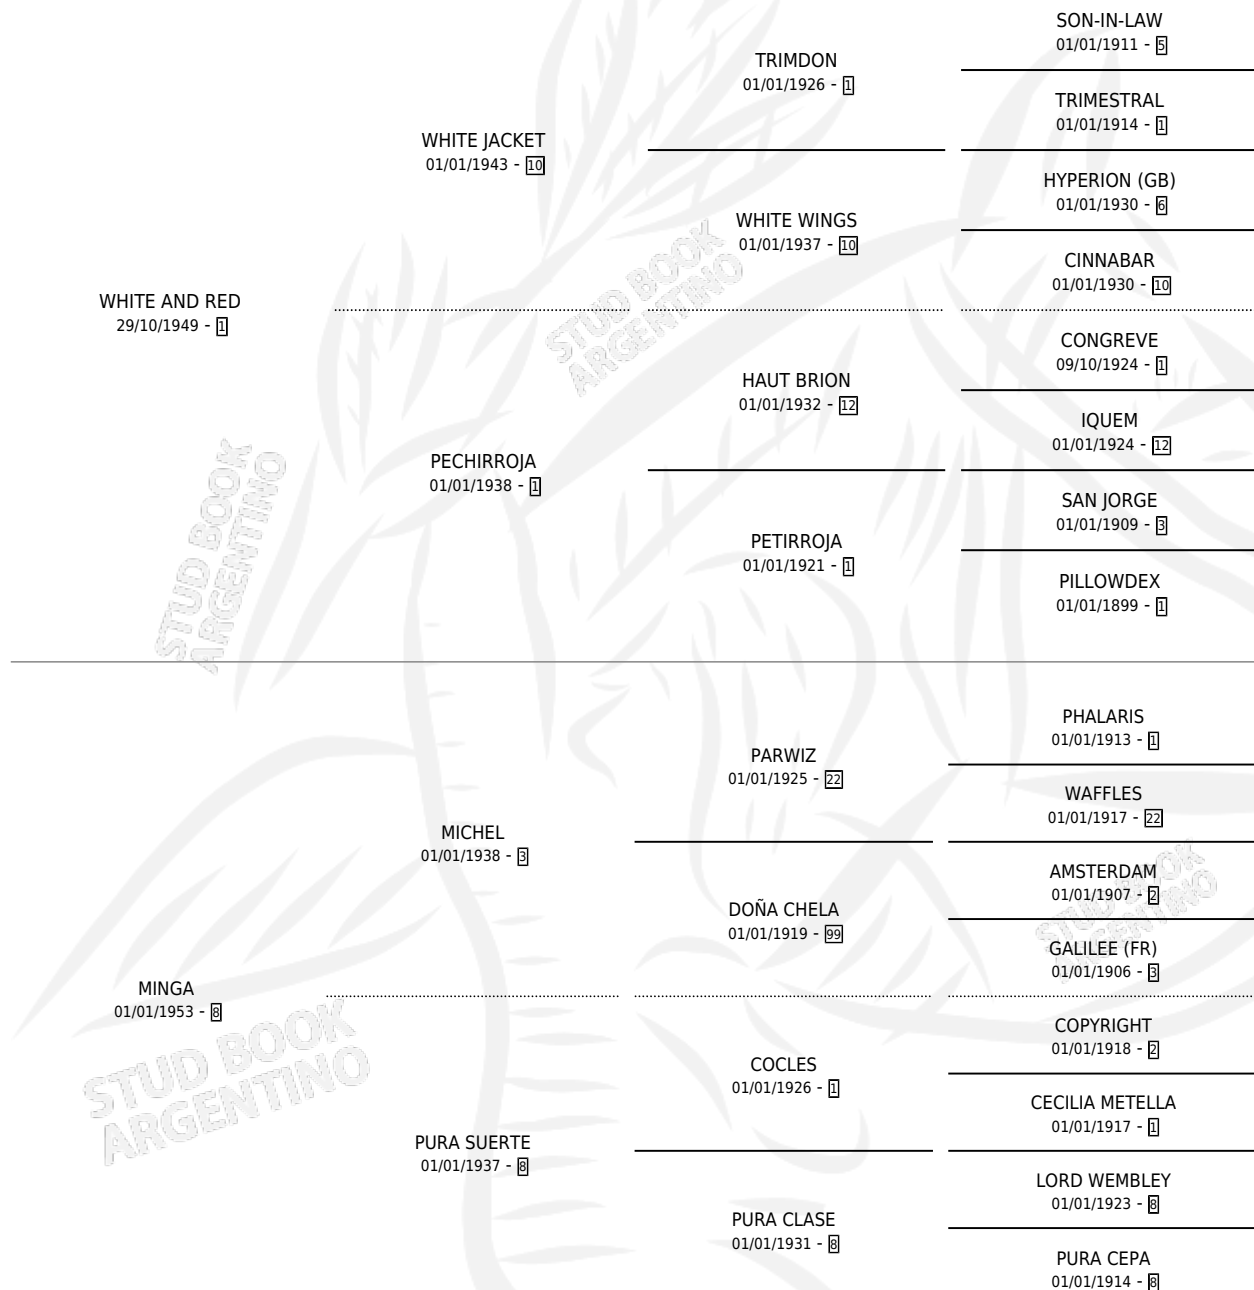 SON-IN-LAW
01/01/1911 - 5
TRIMDON
01/01/1926 - 1
TRIMESTRAL
01/01/1914 - 1
WHITE JACKET
01/01/1943 - 10
HYPERION (GB)
01/01/1930 - 6
WHITE WINGS
01/01/1937 - 10
CINNABAR
01/01/1930 - 10
WHITE AND RED
29/10/1949 - 1
STUD BOOK
ARGENTINO
CONGREVE
09/10/1924 - 1
HAUT BRION
01/01/1932 - 12
IQUEM
01/01/1924 - 12
PECHIRROJA
01/01/1938 - 1
SAN JORGE
01/01/1909 - 3
PETIRROJA
01/01/1921 - 1
PILLOWDEX
01/01/1899 - 1
STUD BOOK
ARGENTINO
PHALARIS
01/01/1913 - 1
PARWIZ
01/01/1925 - 22
WAFFLES
01/01/1917 - 22
MICHEL
01/01/1938 - 3
AMSTERDAM
01/01/1907 - 2
DOÑA CHELA
01/01/1919 - 99
GALILEE (FR)
01/01/1906 - 3
STUD BOOK
ARGENTINO
MINGA
01/01/1953 - 8
COPYRIGHT
01/01/1918 - 2
COCLES
01/01/1926 - 1
CECILIA METELLA
01/01/1917 - 1
STUD BOOK
ARGENTINO
PURA SUERTE
01/01/1937 - 8
LORD WEMBLEY
01/01/1923 - 8
PURA CLASE
01/01/1931 - 8
PURA CEPA
01/01/1914 - 8